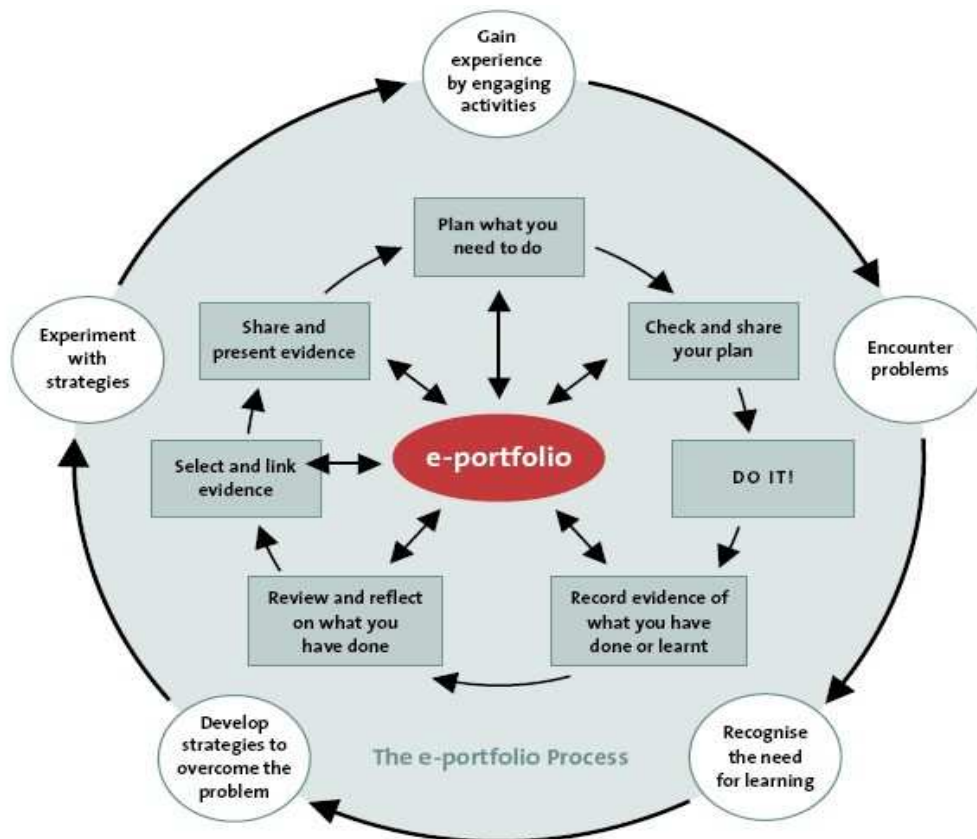 Gain
experience
by engaging
activities
Plan what you
need to do
Share and
present evidence
Check and share
your plan
Experiment
with
strategies
Encounter
problems
e-portfolio
Select and link
evidence
DO IT!
Review and reflect
on what you
have done
Record evidence of
what you have
done or learnt
Develop
strategies to
overcome the
problem
The e-portfolio Process
Recognise
the need
for learning